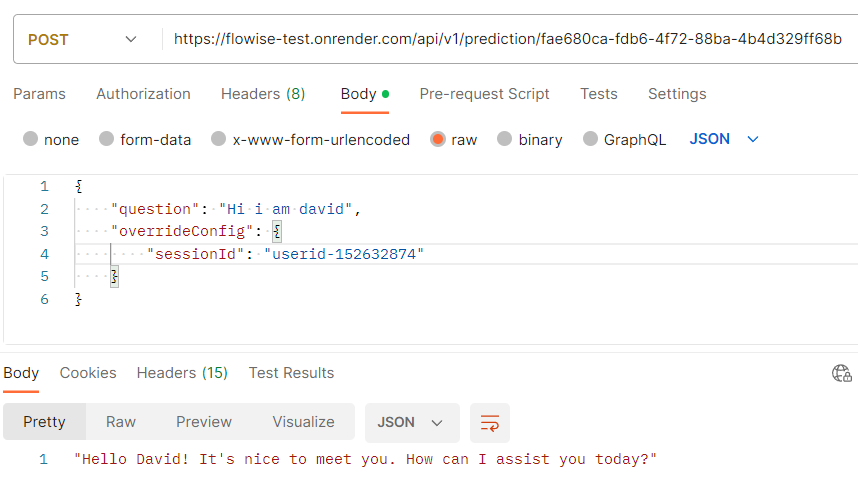 POST https://flowise-test.onrender.com/api/v1/prediction/fae680ca-fdb6-4f72-88ba-4b4d329ff68b
Params Authorization Headers (8) Body Pre-request Script Tests Settings
none form-data x-www-form-urlencoded raw binary GraphQL JSON
1 {
2 "question": "Hi i am david",
3 "overrideConfig": {
4 "sessionId": "userid-152632874"
5 }
6 }
Body Cookies Headers (15) Test Results
Pretty Raw Preview Visualize JSON
1 "Hello David! It's nice to meet you. How can I assist you today?"